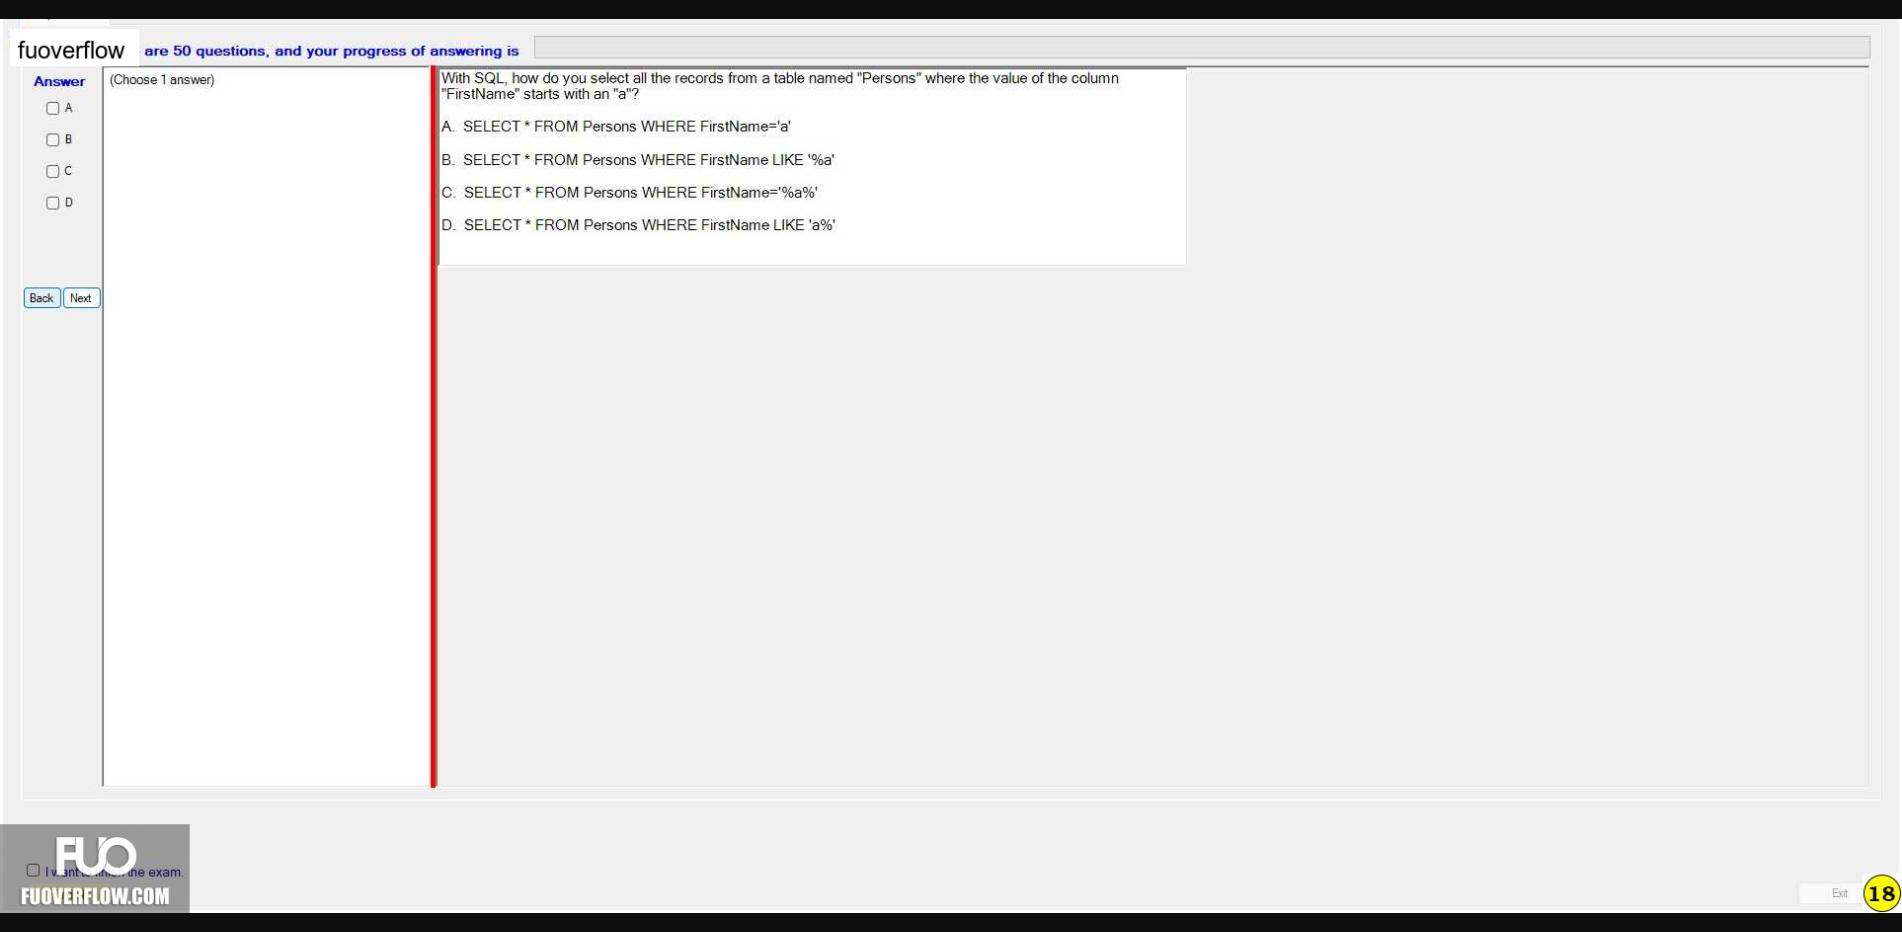 fuoverflow are 50 questions, and your progress of answering is
Answer
(Choose 1 answer)
A
B
C
D
Back Next
With SQL, how do you select all the records from a table named "Persons" where the value of the column
"FirstName" starts with an "a"?
A. SELECT * FROM Persons WHERE FirstName='a'
B. SELECT * FROM Persons WHERE FirstName LIKE '%a'
C. SELECT * FROM Persons WHERE FirstName='%a%'
D. SELECT * FROM Persons WHERE FirstName LIKE 'a%'
FUO
I want to finish the exam.
FUOVERFLOW.COM
Exit
18